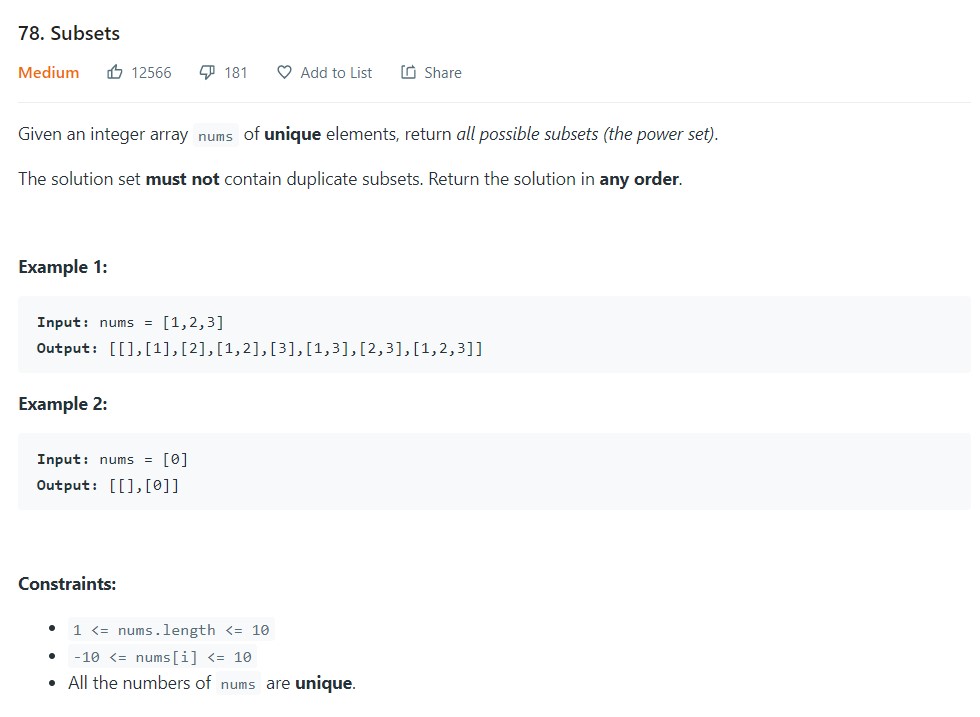 78. Subsets
Medium 12566 181 Add to List Share
Given an integer array nums of unique elements, return all possible subsets (the power set).
The solution set must not contain duplicate subsets. Return the solution in any order.
Example 1:
Input: nums = [1,2,3]
Output: [[],[1],[2],[1,2],[3],[1,3],[2,3],[1,2,3]]
Example 2:
Input: nums = [0]
Output: [[],[0]]
Constraints:
• 1 <= nums.length <= 10
• -10 <= nums[i] <= 10
• All the numbers of nums are unique.